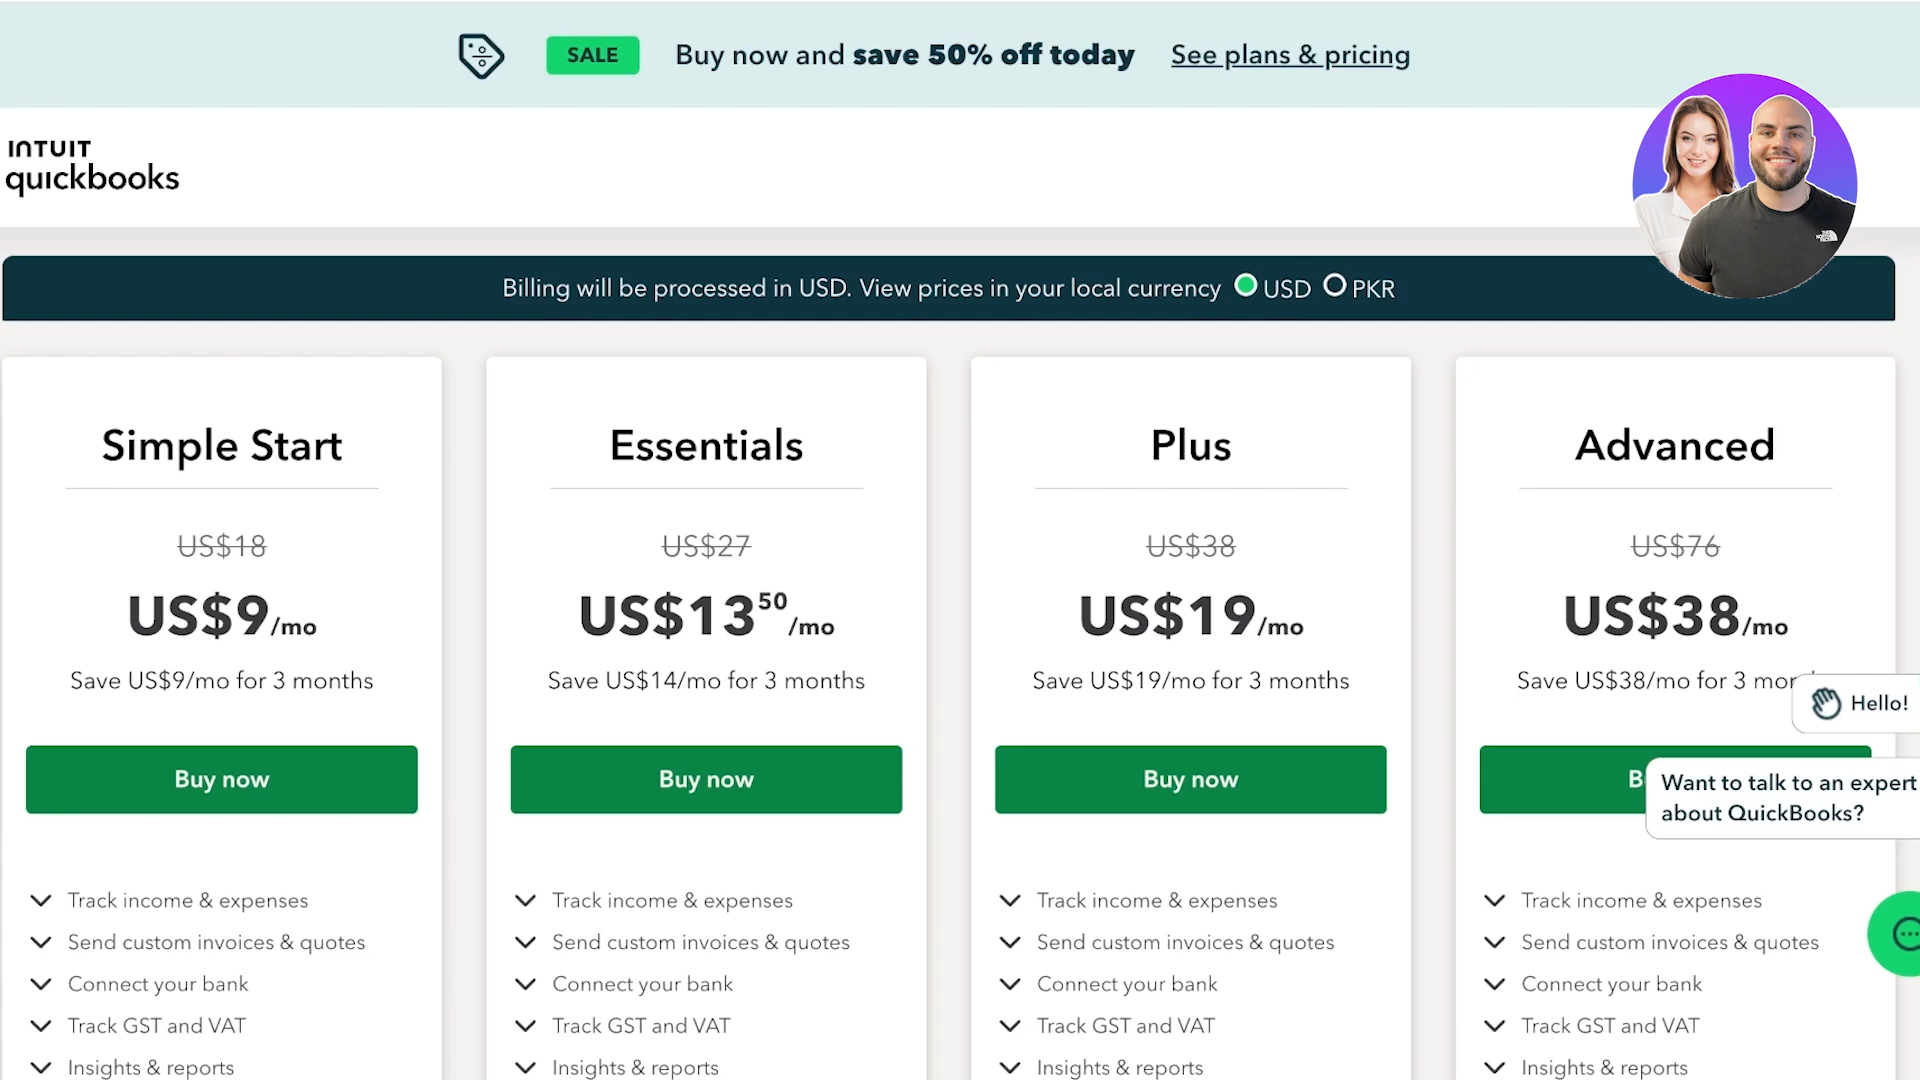 SALE Buy now and save 50% off today See plans & pricing
INTUIT
quickbooks
THE NORTH FACE
Billing will be processed in USD. View prices in your local currency USD PKR
Simple Start
US$18
US$9/mo
Save US$9/mo for 3 months
Buy now
Track income & expenses
Send custom invoices & quotes
Connect your bank
Track GST and VAT
Insights & reports
Essentials
US$27
US$13 50/mo
Save US$14/mo for 3 months
Buy now
Track income & expenses
Send custom invoices & quotes
Connect your bank
Track GST and VAT
Insights & reports
Plus
US$38
US$19/mo
Save US$19/mo for 3 months
Buy now
Track income & expenses
Send custom invoices & quotes
Connect your bank
Track GST and VAT
Insights & reports
Advanced
US$76
US$38/mo
Save US$38/mo for 3
Track income & expenses
Send custom invoices & quotes
Connect your bank
Track GST and VAT
Insights & reports
Hello!
Want to talk to an expert
about QuickBooks?